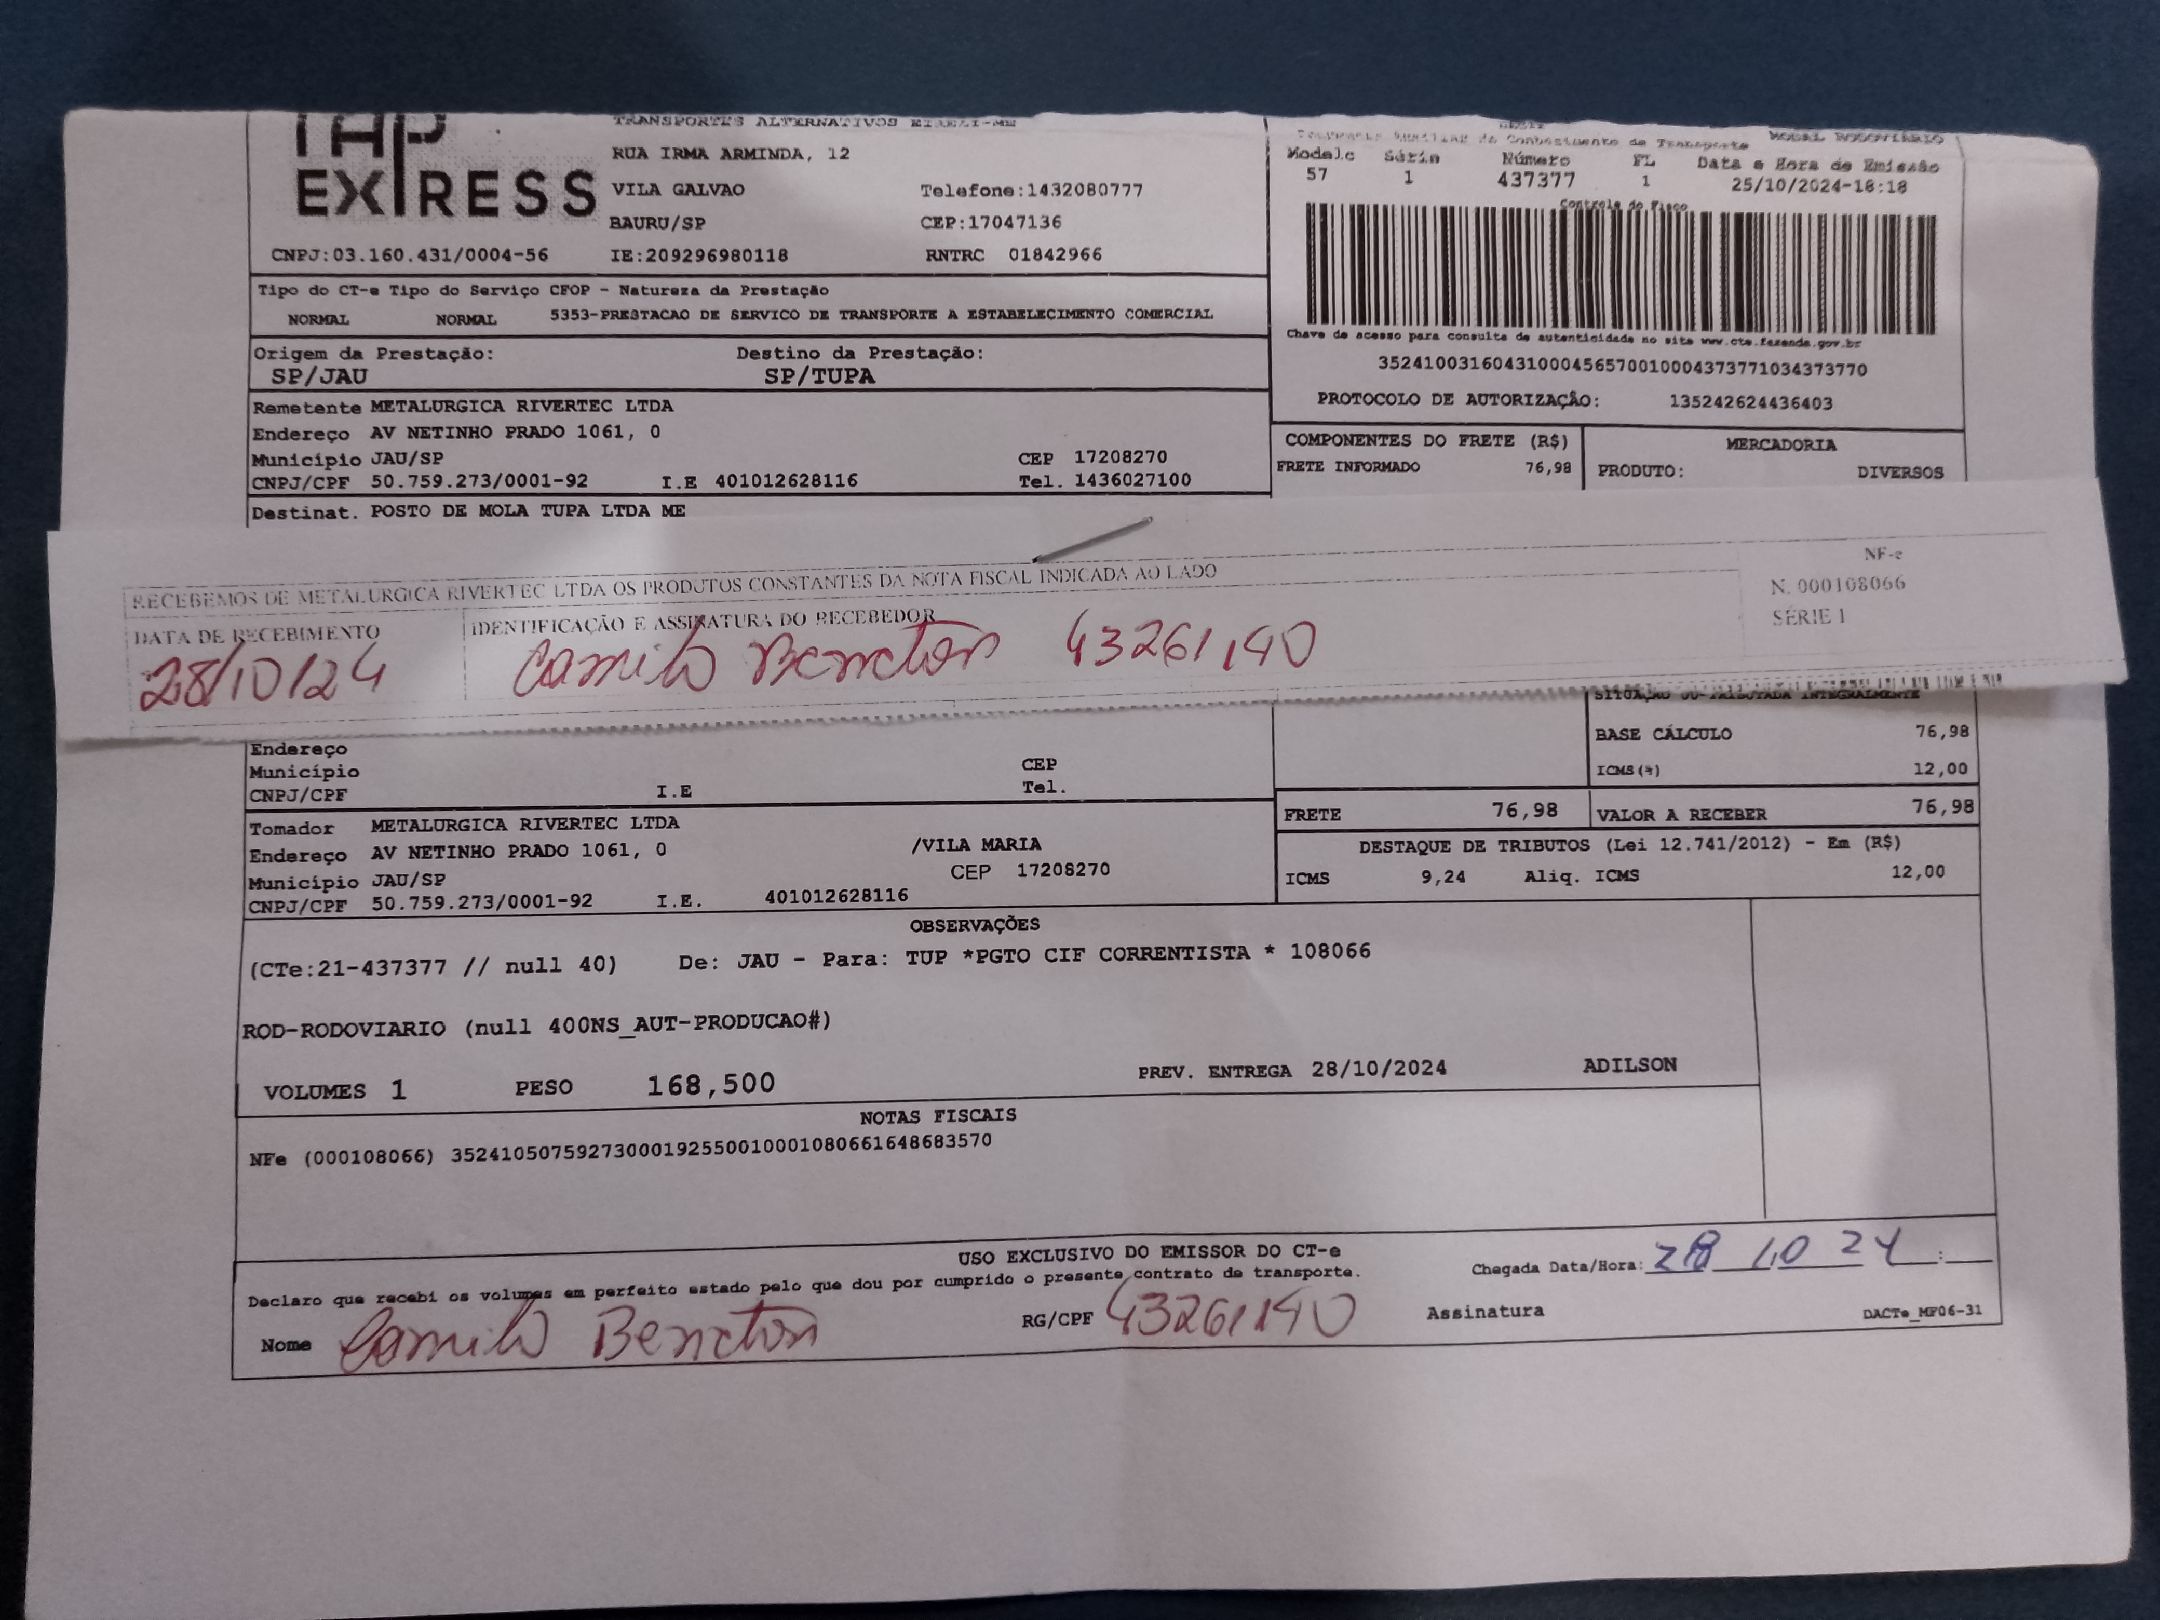 TAP
EXPRESS
TRANSPORTES ALTERNATIVOS EIRELI-ME
RUA IRMA ARMINDA, 12
VILA GALVAO Telefone:1432080777
BAURU/SP CEP:17047136
CNPJ:03.160.431/0004-56 IE:209296980118 RNTRC 01842966
Conhecimento de Transporte MODAL RODOVIÁRIO
Modelo Série Número FL Data e Hora de Emissão
57 1 437377 1 25/10/2024-18:18
Controle do Fisco
Chave de acesso para consulta de autenticidade no site www.cte.fazenda.gov.br
35241003160431000456570010004373771034373770
PROTOCOLO DE AUTORIZAÇÃO: 135242624436403
Tipo do CT-e Tipo do Serviço CFOP - Natureza da Prestação
NORMAL NORMAL 5353-PRESTACAO DE SERVICO DE TRANSPORTE A ESTABELECIMENTO COMERCIAL
Origem da Prestação: Destino da Prestação:
SP/JAU SP/TUPA
Remetente METALURGICA RIVERTEC LTDA
Endereço AV NETINHO PRADO 1061, 0
Município JAU/SP CEP 17208270
CNPJ/CPF 50.759.273/0001-92 I.E 401012628116 Tel. 1436027100
COMPONENTES DO FRETE (R$) MERCADORIA
FRETE INFORMADO 76,98 PRODUTO: DIVERSOS
Destinat. POSTO DE MOLA TUPA LTDA ME
RECEBEMOS DE METALURGICA RIVERTEC LTDA OS PRODUTOS CONSTANTES DA NOTA FISCAL INDICADA AO LADO
NF-e
N. 000108066
SÉRIE 1
DATA DE RECEBIMENTO IDENTIFICAÇÃO E ASSINATURA DO RECEBEDOR
28/10/24 Camilo Bencton 43261140
BASE CÁLCULO 76,98
ICMS(%) 12,00
Endereço
Município CEP
CNPJ/CPF I.E Tel.
FRETE 76,98 VALOR A RECEBER 76,98
Tomador METALURGICA RIVERTEC LTDA
Endereço AV NETINHO PRADO 1061, 0 /VILA MARIA
Município JAU/SP CEP 17208270
CNPJ/CPF 50.759.273/0001-92 I.E. 401012628116
DESTAQUE DE TRIBUTOS (Lei 12.741/2012) - Em (R$)
ICMS 9,24 Aliq. ICMS 12,00
OBSERVAÇÕES
(CTe:21-437377 // null 40) De: JAU - Para: TUP *PGTO CIF CORRENTISTA * 108066
ROD-RODOVIARIO (null 400NS_AUT-PRODUCAO#)
VOLUMES 1 PESO 168,500 PREV. ENTREGA 28/10/2024 ADILSON
NOTAS FISCAIS
NFe (000108066) 35241050759273000192550010001080661648683570
USO EXCLUSIVO DO EMISSOR DO CT-e
Declaro que recebi os volumes em perfeito estado pelo que dou por cumprido o presente contrato de transporte.
Chegada Data/Hora: 28 10 24 :
Nome Camilo Bencton RG/CPF 43261140 Assinatura DACTe_MF06-31